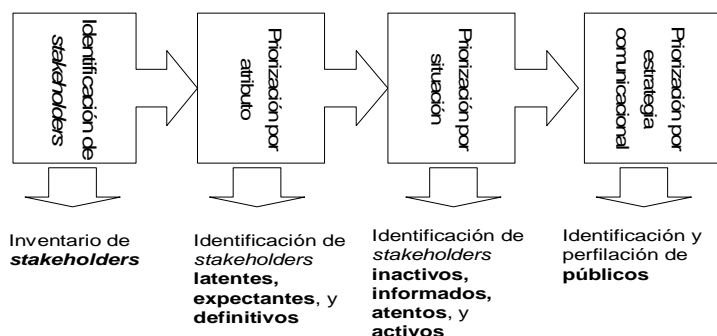 Identificación de
stakeholders
Priorización por
atributo
Priorización por
situación
Priorización por
estrategia
comunicacional
Inventario de
stakeholders
Identificación de
stakeholders
latentes,
expectantes, y
definitivos
Identificación de
stakeholders
inactivos,
informados,
atentos, y
activos
Identificación y
perfilación de
públicos